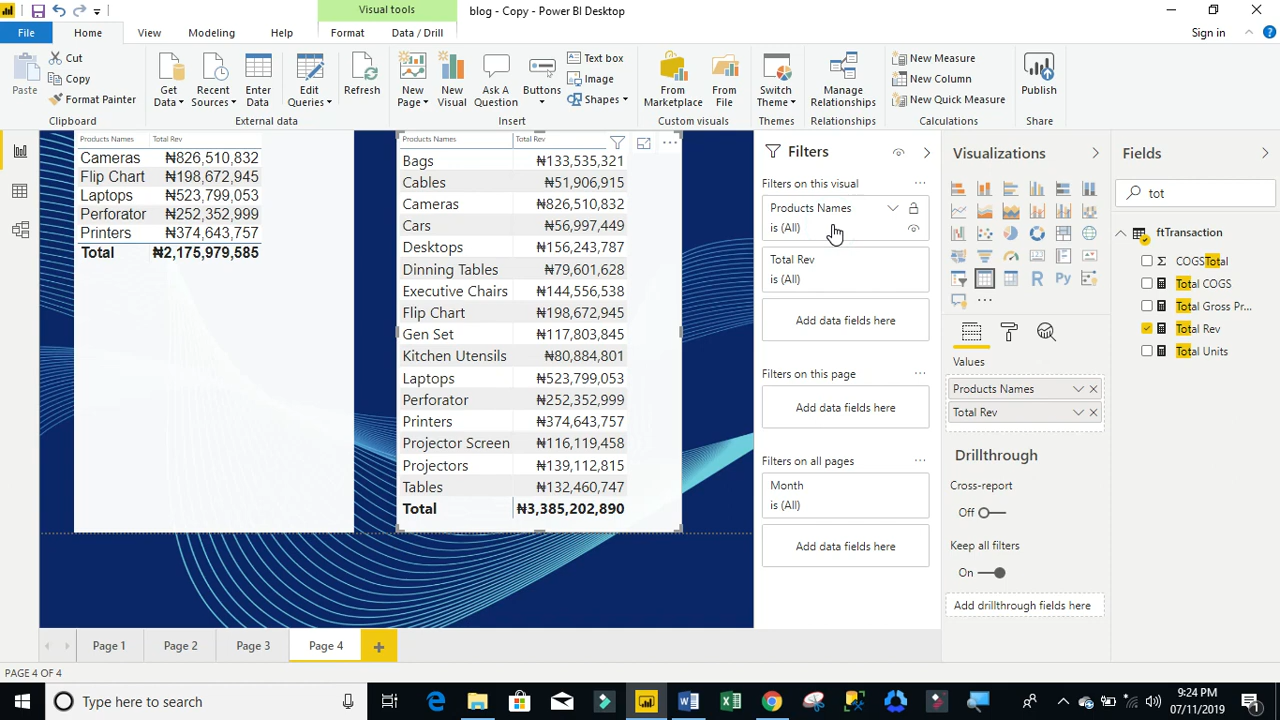 Visual tools
blog - Copy - Power BI Desktop
File
Home
View
Modeling
Help
Format
Data / Drill
Sign in
Paste
Cut
Copy
Format Painter
Clipboard
Get Data
Recent Sources
Enter Data
Edit Queries
Refresh
External data
New Page
New Visual
Ask A Question
Buttons
Text box
Image
Shapes
Insert
From Marketplace
From File
Custom visuals
Switch Theme
Themes
Manage Relationships
Relationships
New Measure
New Column
New Quick Measure
Calculations
Publish
Share
Products Names Total Rev
Cameras ₦826,510,832
Flip Chart ₦198,672,945
Laptops ₦523,799,053
Perforator ₦252,352,999
Printers ₦374,643,757
Total ₦2,175,979,585
Products Names Total Rev
Bags ₦133,535,321
Cables ₦51,906,915
Cameras ₦826,510,832
Cars ₦56,997,449
Desktops ₦156,243,787
Dinning Tables ₦79,601,628
Executive Chairs ₦144,556,538
Flip Chart ₦198,672,945
Gen Set ₦117,803,845
Kitchen Utensils ₦80,884,801
Laptops ₦523,799,053
Perforator ₦252,352,999
Printers ₦374,643,757
Projector Screen ₦116,119,458
Projectors ₦139,112,815
Tables ₦132,460,747
Total ₦3,385,202,890
Filters
Filters on this visual
Products Names
is (All)
Total Rev
is (All)
Add data fields here
Filters on this page
Add data fields here
Filters on all pages
Month
is (All)
Add data fields here
Visualizations
R
Py
Values
Products Names
Total Rev
Drillthrough
Cross-report
Off
Keep all filters
On
Add drillthrough fields here
Fields
tot
ftTransaction
COGSTotal
Total COGS
Total Gross Pr...
Total Rev
Total Units
Page 1
Page 2
Page 3
Page 4
PAGE 4 OF 4
Type here to search
9:24 PM
07/11/2019
1